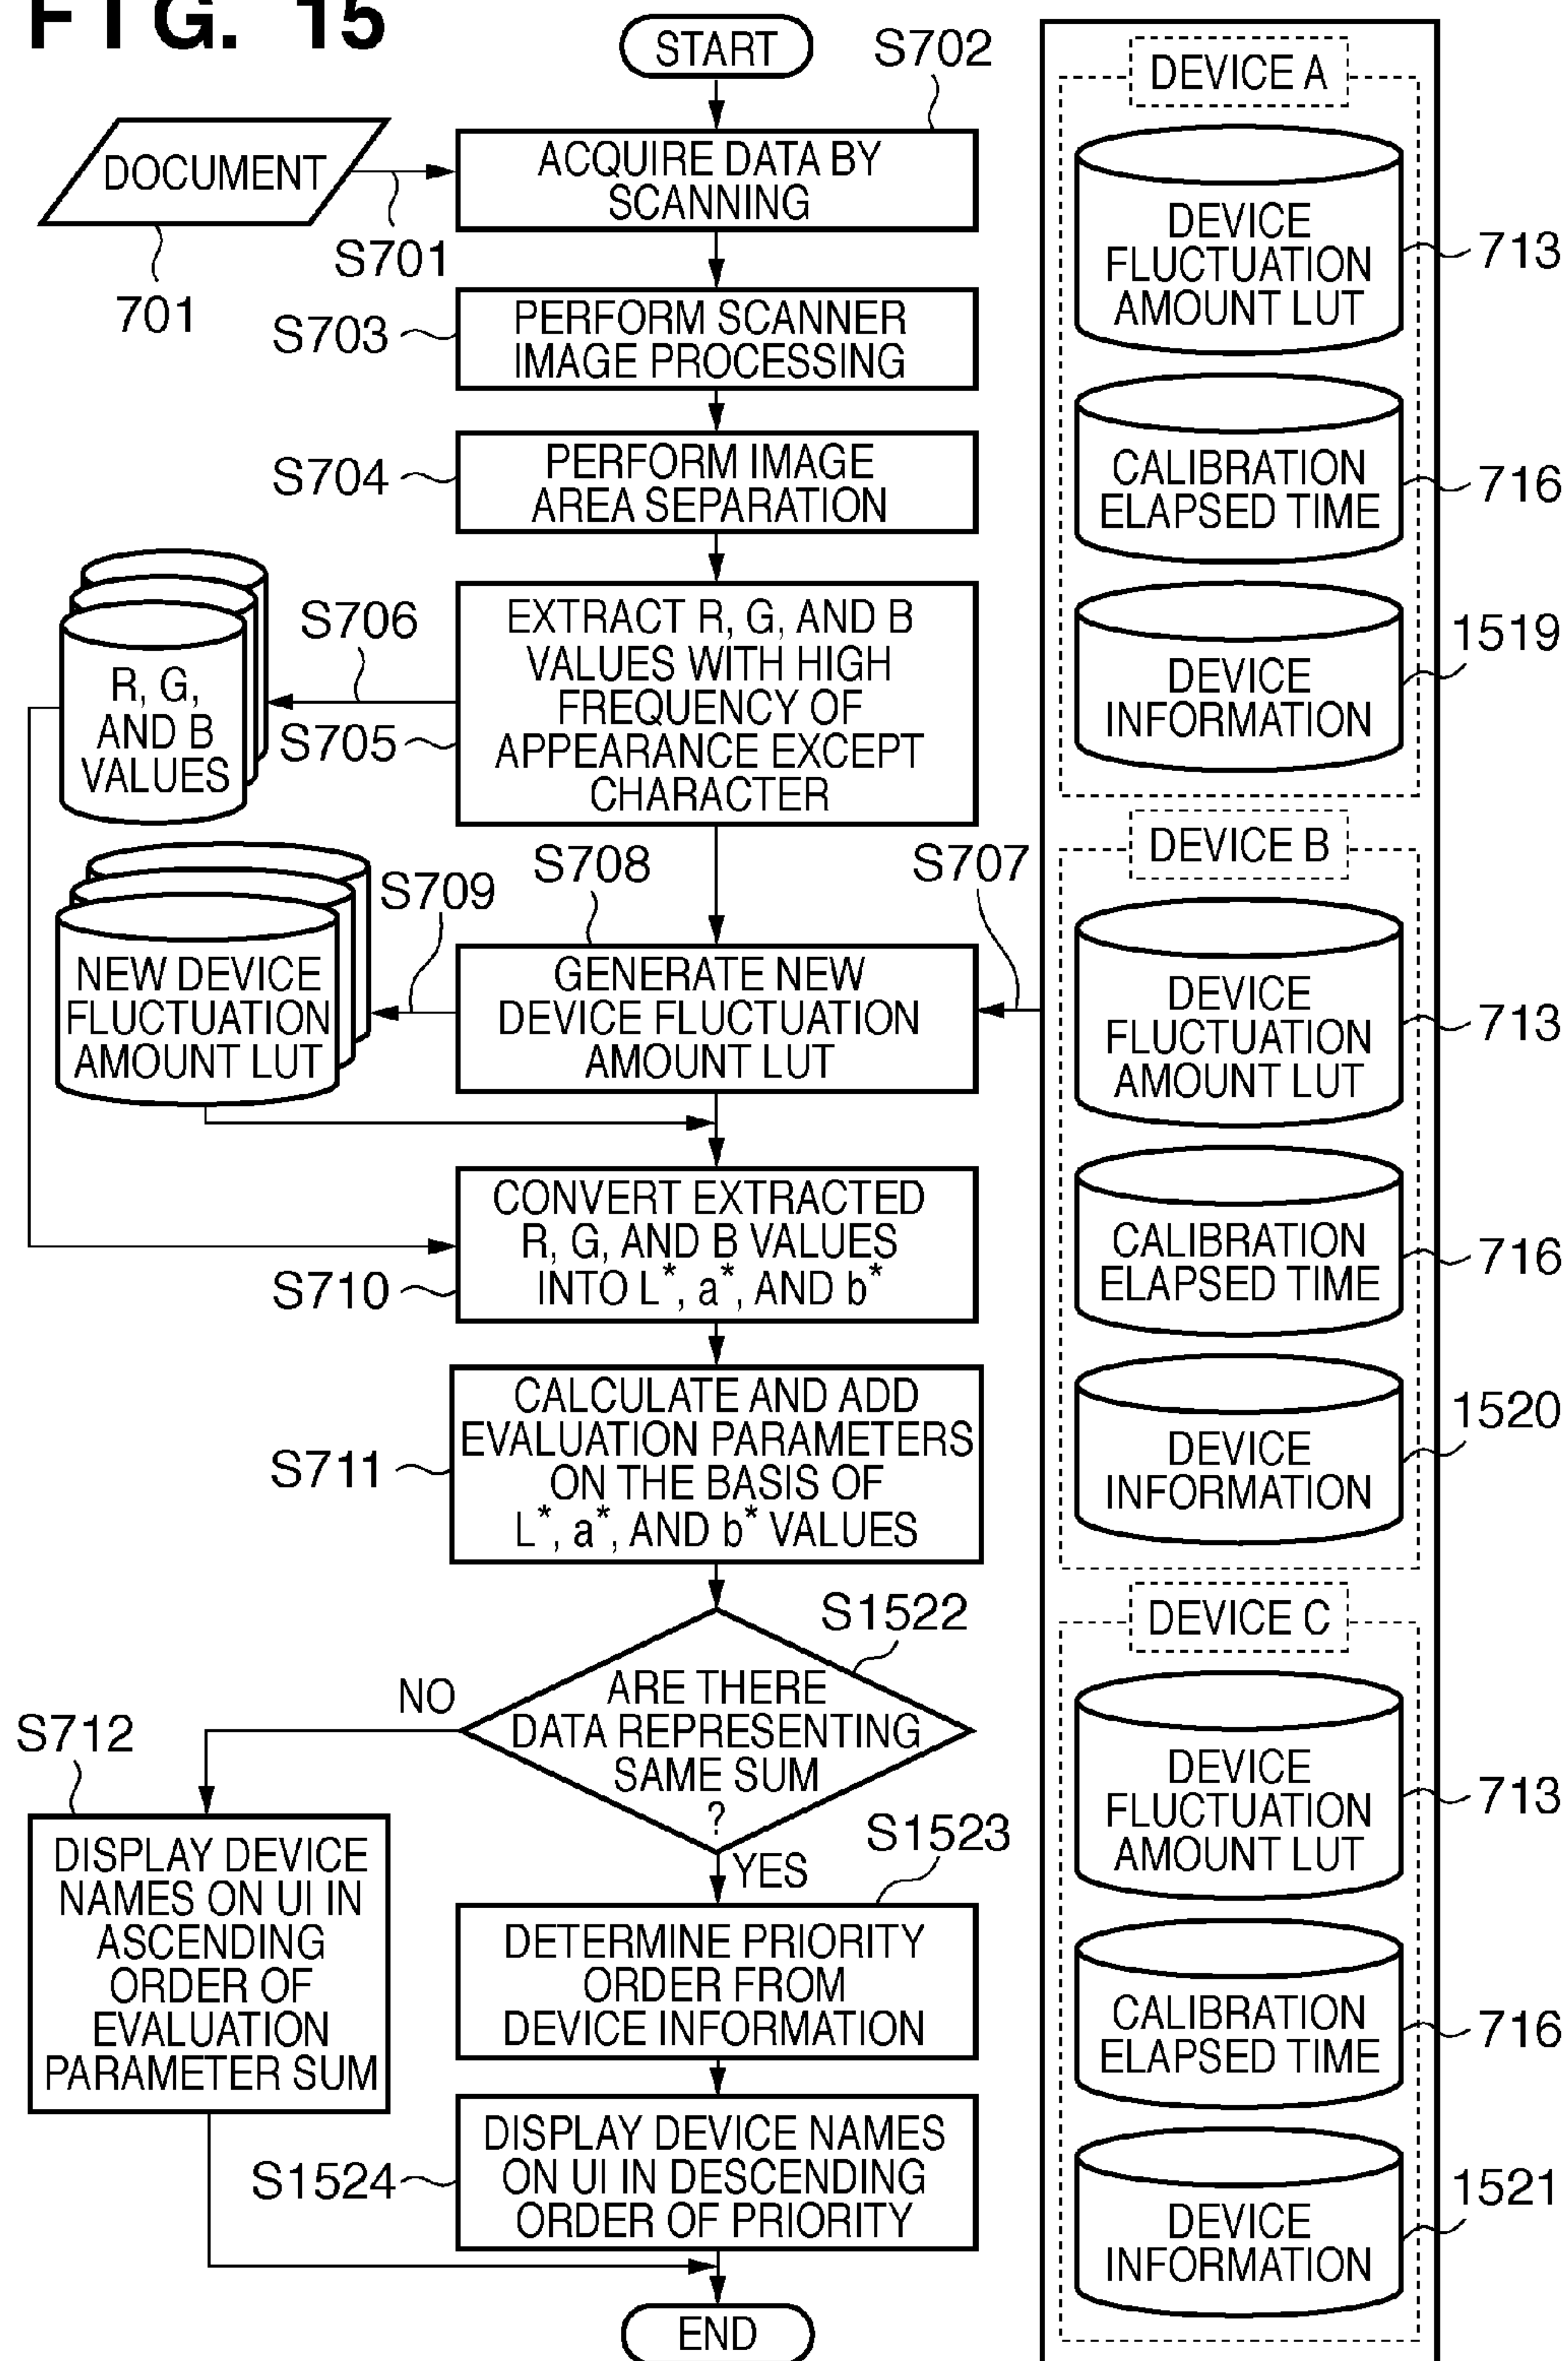 FIG. 15
START
S702
DOCUMENT
S701
701
ACQUIRE DATA BY
SCANNING
S703
PERFORM SCANNER
IMAGE PROCESSING
S704
PERFORM IMAGE
AREA SEPARATION
S706
S705
EXTRACT R, G, AND B
VALUES WITH HIGH
FREQUENCY OF
APPEARANCE EXCEPT
CHARACTER
R, G,
AND B
VALUES
S709
S708
S707
NEW DEVICE
FLUCTUATION
AMOUNT LUT
GENERATE NEW
DEVICE FLUCTUATION
AMOUNT LUT
S710
CONVERT EXTRACTED
R, G, AND B VALUES
INTO L*, a*, AND b*
S711
CALCULATE AND ADD
EVALUATION PARAMETERS
ON THE BASIS OF
L*, a*, AND b* VALUES
S1522
ARE THERE
DATA REPRESENTING
SAME SUM
?
NO
YES
S712
DISPLAY DEVICE
NAMES ON UI IN
ASCENDING
ORDER OF
EVALUATION
PARAMETER SUM
S1523
DETERMINE PRIORITY
ORDER FROM
DEVICE INFORMATION
S1524
DISPLAY DEVICE NAMES
ON UI IN DESCENDING
ORDER OF PRIORITY
END
DEVICE A
DEVICE
FLUCTUATION
AMOUNT LUT
713
CALIBRATION
ELAPSED TIME
716
DEVICE
INFORMATION
1519
DEVICE B
DEVICE
FLUCTUATION
AMOUNT LUT
713
CALIBRATION
ELAPSED TIME
716
DEVICE
INFORMATION
1520
DEVICE C
DEVICE
FLUCTUATION
AMOUNT LUT
713
CALIBRATION
ELAPSED TIME
716
DEVICE
INFORMATION
1521